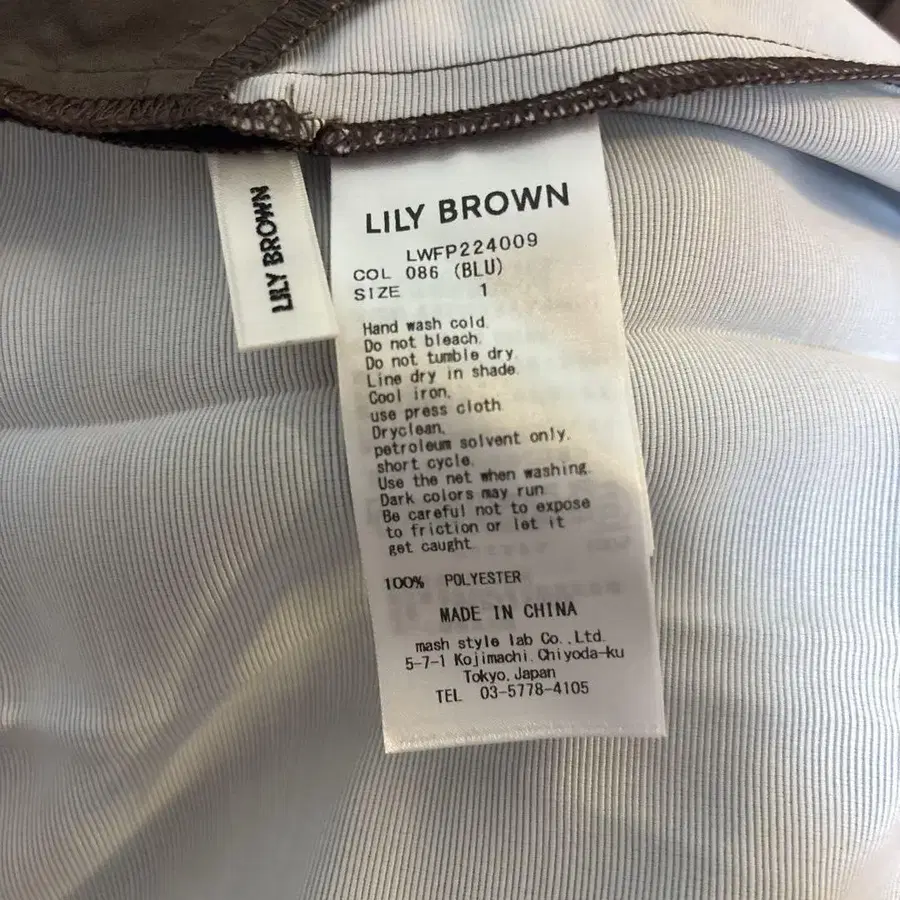 LILY BROWN
LILY BROWN
LWFP224009
COL 086 (BLU)
SIZE 1
Hand wash cold.
Do not bleach.
Do not tumble dry.
Line dry in shade.
Cool iron,
use press cloth.
Dryclean,
petroleum solvent only,
short cycle.
Use the net when washing.
Dark colors may run.
Be careful not to expose
to friction or let it
get caught.
100% POLYESTER
MADE IN CHINA
mash style lab Co.,Ltd.
5-7-1 Kojimachi,Chiyoda-ku
Tokyo,Japan
TEL 03-5778-4105